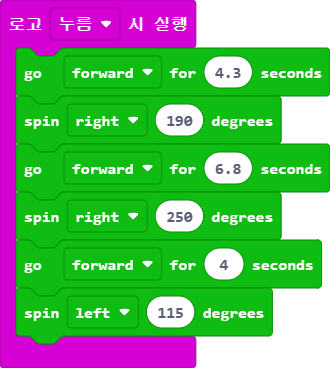 로고 누름 시 실행
go forward for 4.3 seconds
spin right 190 degrees
go forward for 6.8 seconds
spin right 250 degrees
go forward for 4 seconds
spin left 115 degrees